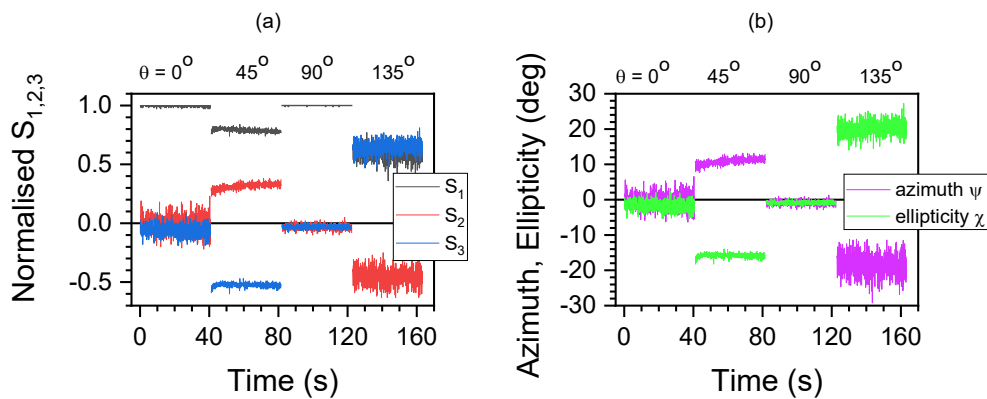 (a)
θ = 0° 45° 90° 135°
1.0
0.5
0.0
-0.5
Normalised S1,2,3
S1
S2
S3
0 40 80 120 160
Time (s)
(b)
θ = 0° 45° 90° 135°
30
20
10
0
-10
-20
-30
Azimuth, Ellipticity (deg)
azimuth ψ
ellipticity χ
0 40 80 120 160
Time (s)